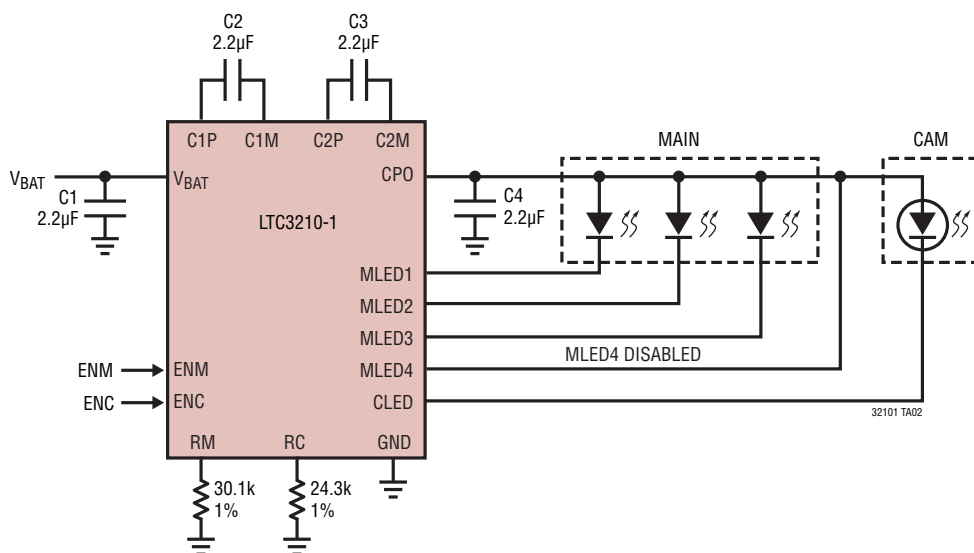 C2
2.2µF
C3
2.2µF
C1P
C1M
C2P
C2M
MAIN
CAM
VBAT
VBAT
CPO
C1
2.2µF
C4
2.2µF
LTC3210-1
MLED1
MLED2
MLED3
MLED4 DISABLED
MLED4
ENM
ENM
ENC
ENC
CLED
32101 TA02
RM
RC
GND
30.1k
1%
24.3k
1%